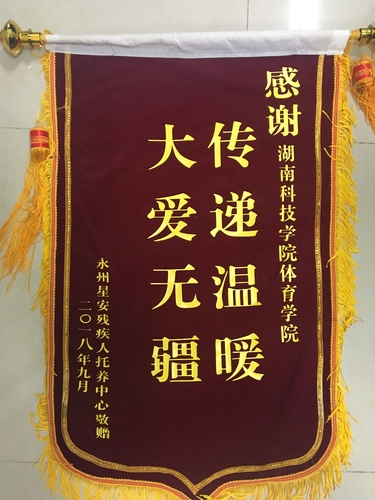 感谢湖南科技学院体育学院
传递温暖
大爱无疆
永州星安残疾人托养中心敬赠
二〇一八年九月